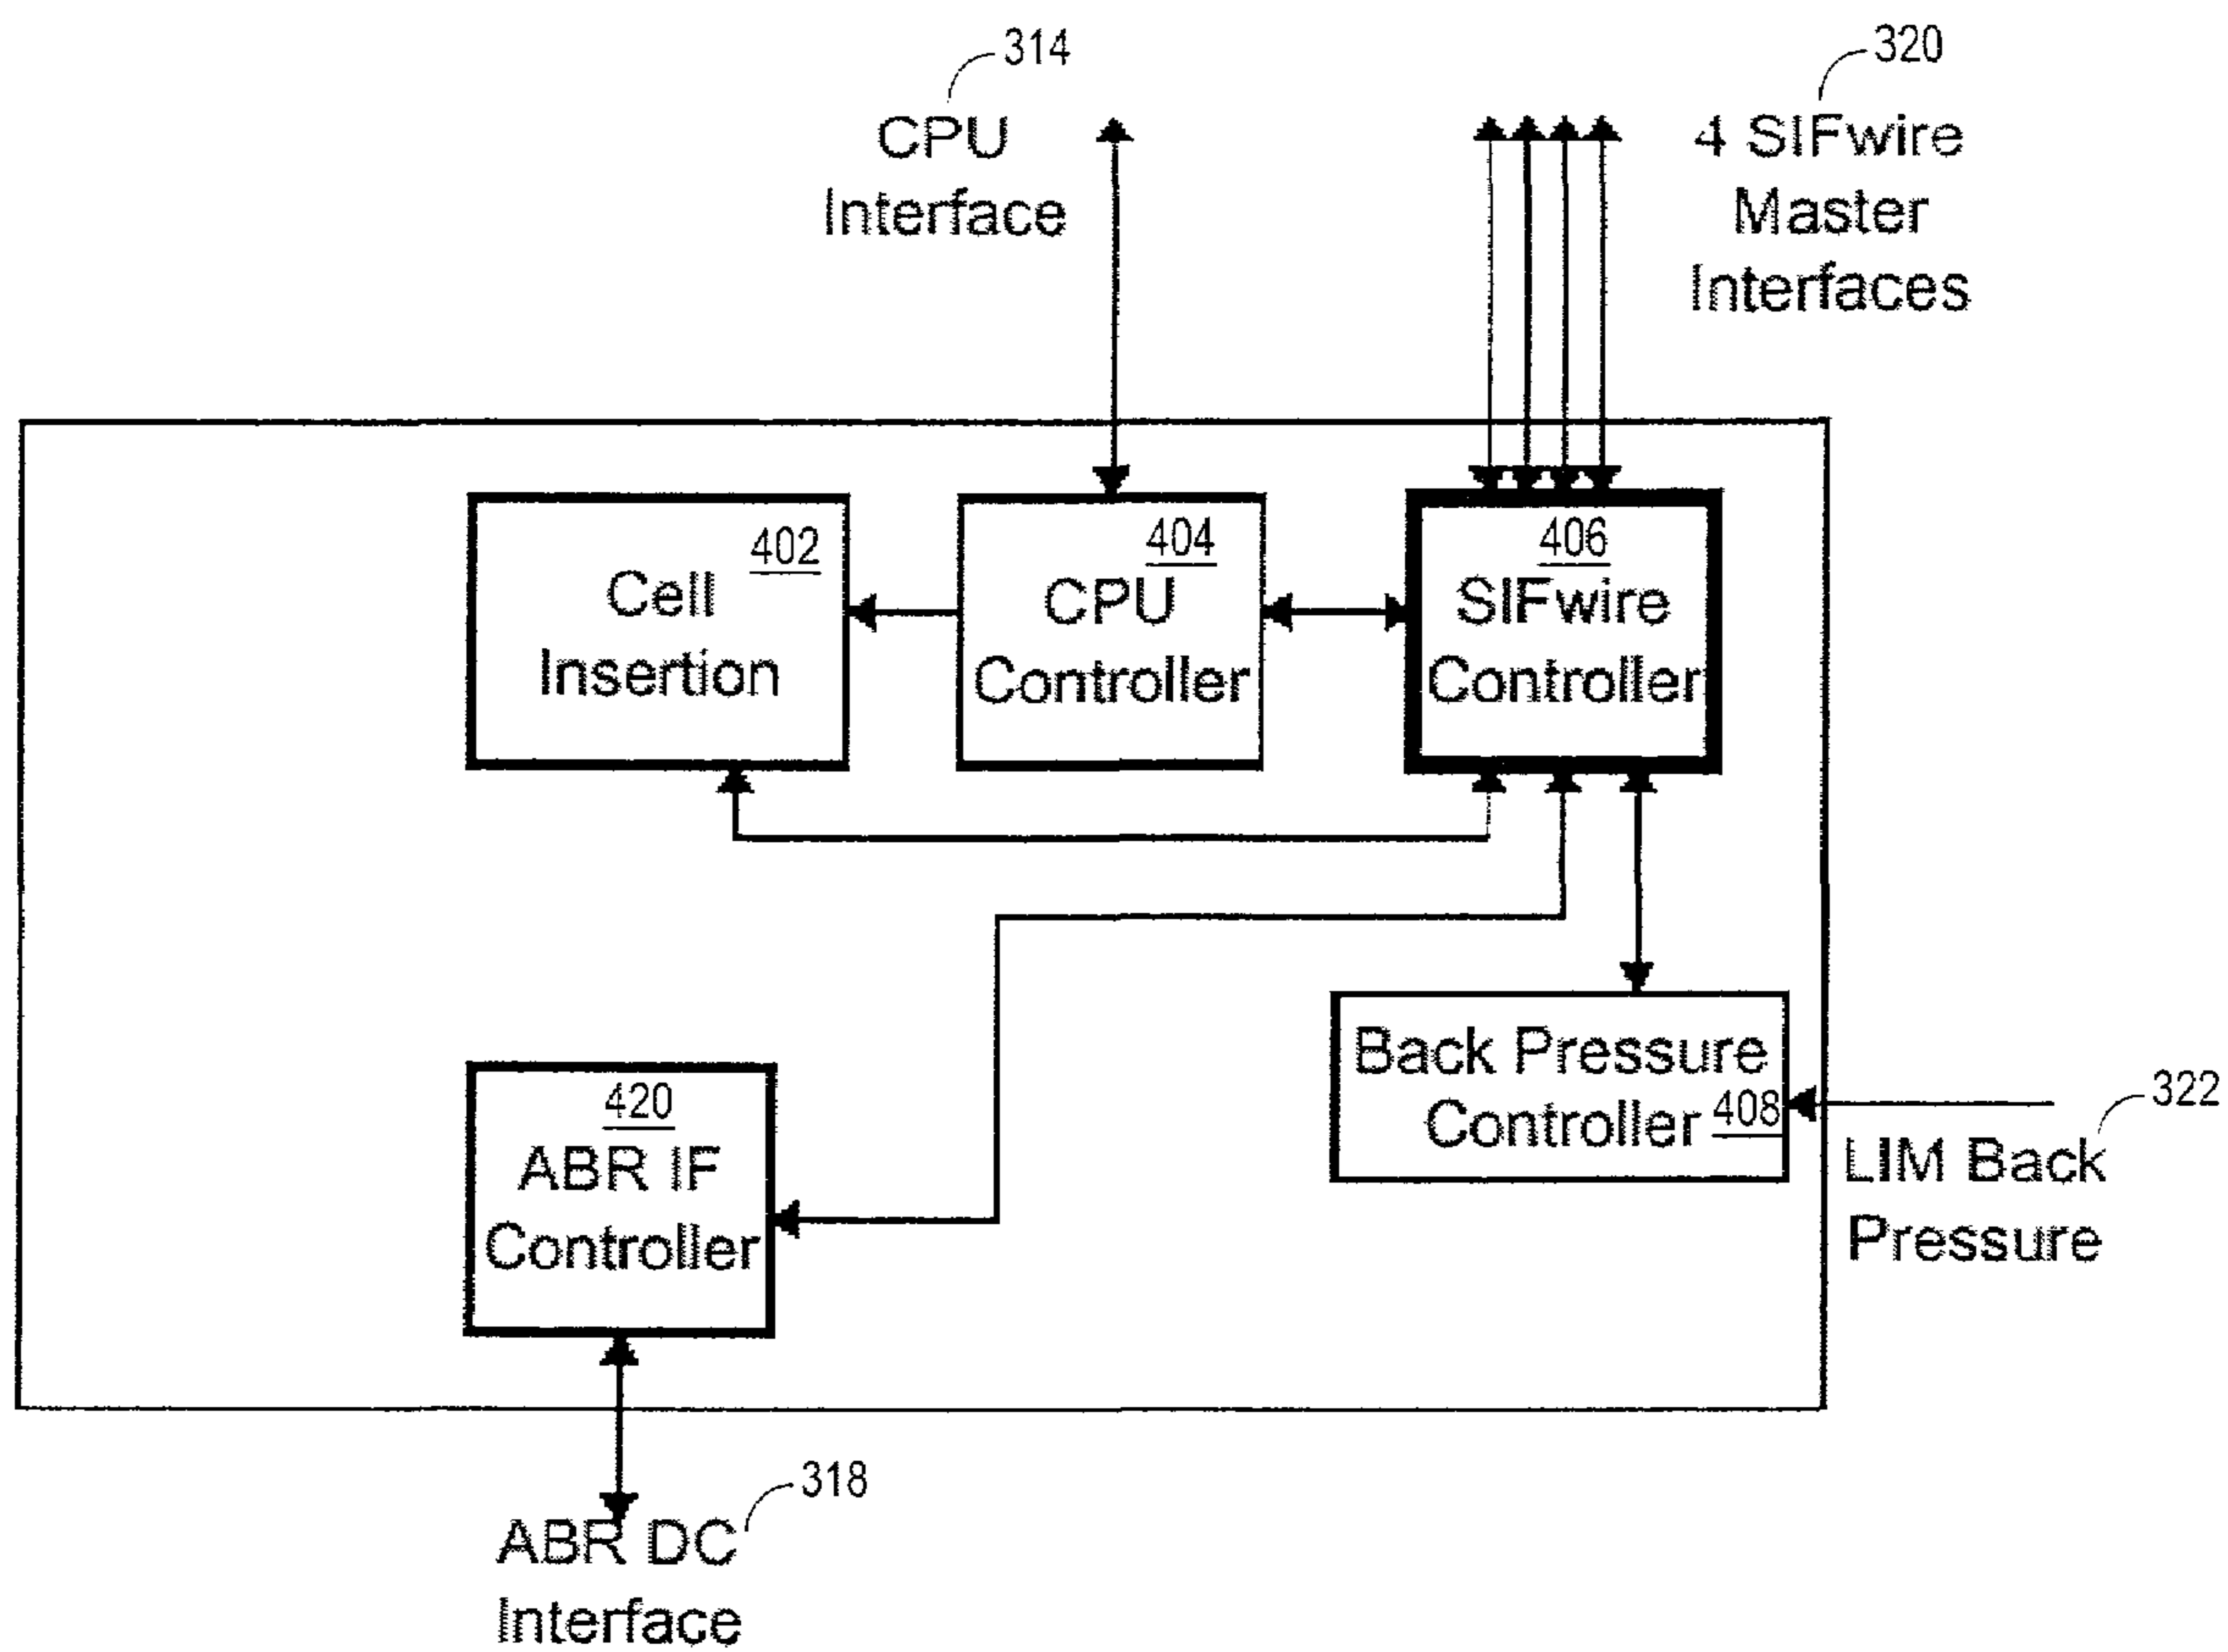 314
CPU
Interface
320
4 SIFwire
Master
Interfaces
402
Cell
Insertion
404
CPU
Controller
406
SIFwire
Controller
Back Pressure
Controller 408
322
LIM Back
Pressure
420
ABR IF
Controller
318
ABR DC
Interface